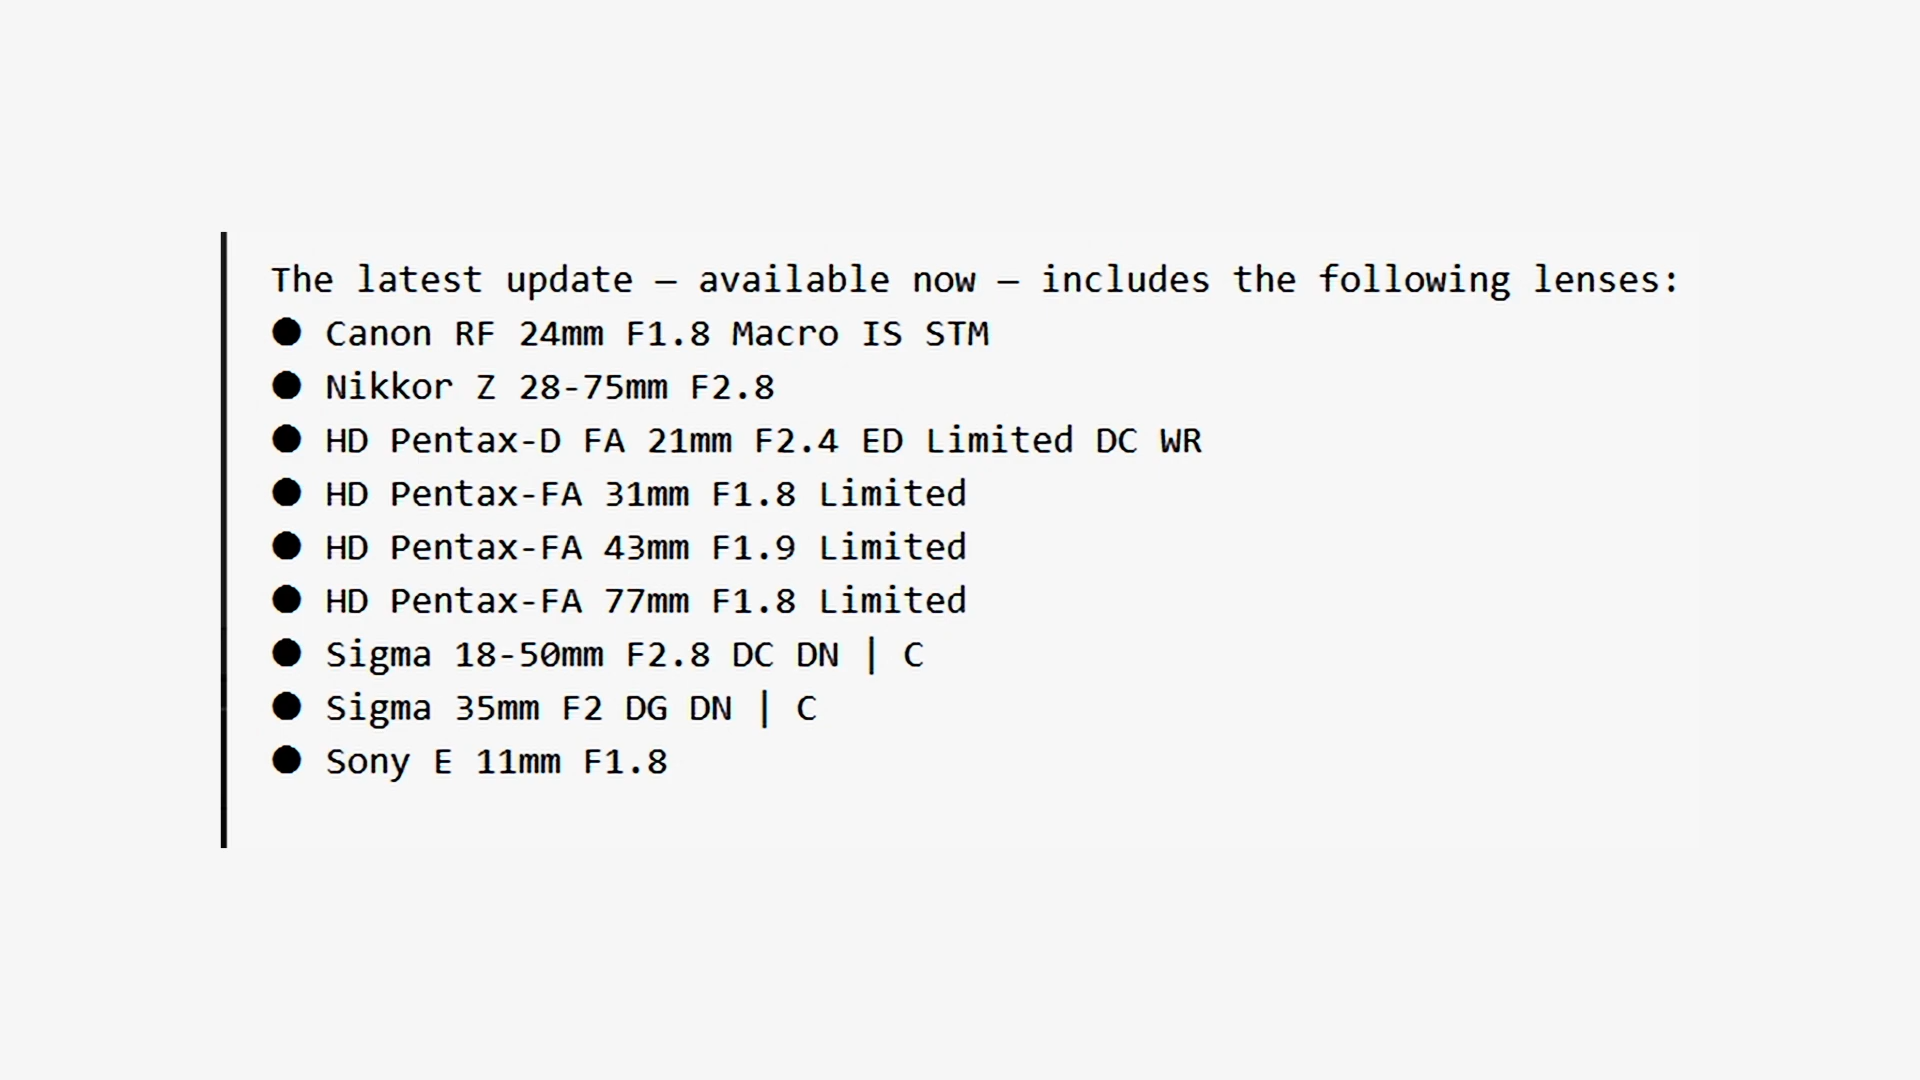 The latest update – available now – includes the following lenses:
● Canon RF 24mm F1.8 Macro IS STM
● Nikkor Z 28-75mm F2.8
● HD Pentax-D FA 21mm F2.4 ED Limited DC WR
● HD Pentax-FA 31mm F1.8 Limited
● HD Pentax-FA 43mm F1.9 Limited
● HD Pentax-FA 77mm F1.8 Limited
● Sigma 18-50mm F2.8 DC DN | C
● Sigma 35mm F2 DG DN | C
● Sony E 11mm F1.8